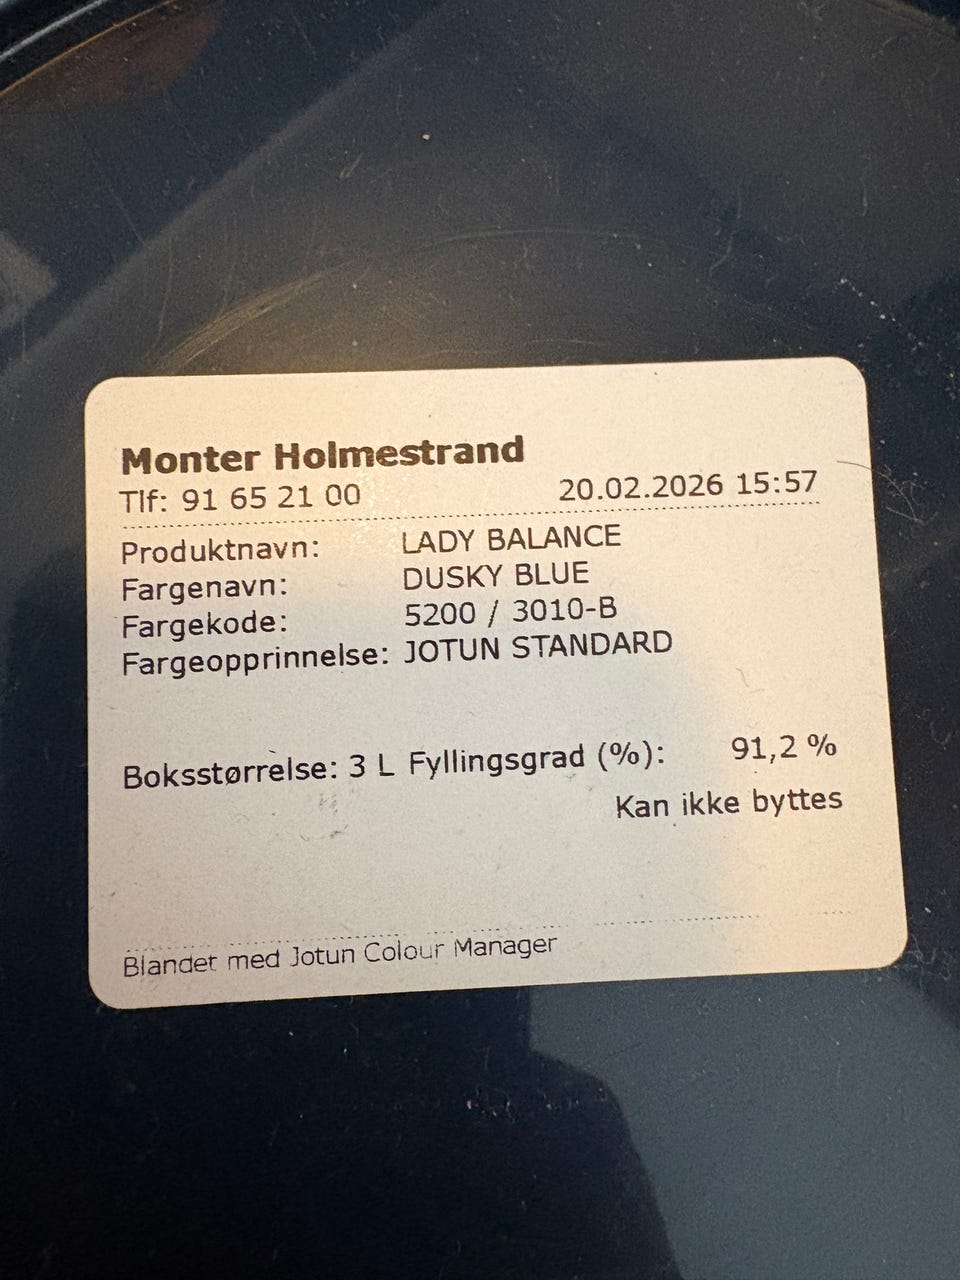 Monter Holmestrand
Tlf: 91 65 21 00 20.02.2026 15:57
Produktnavn: LADY BALANCE
Fargenavn: DUSKY BLUE
Fargekode: 5200 / 3010-B
Fargeopprinnelse: JOTUN STANDARD
Boksstørrelse: 3 L Fyllingsgrad (%): 91,2 %
Kan ikke byttes
Blandet med Jotun Colour Manager